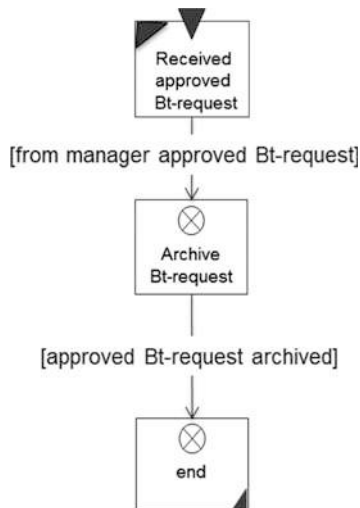 Received
approved
Bt-request
[from manager approved Bt-request]
Archive
Bt-request
[approved Bt-request archived]
end